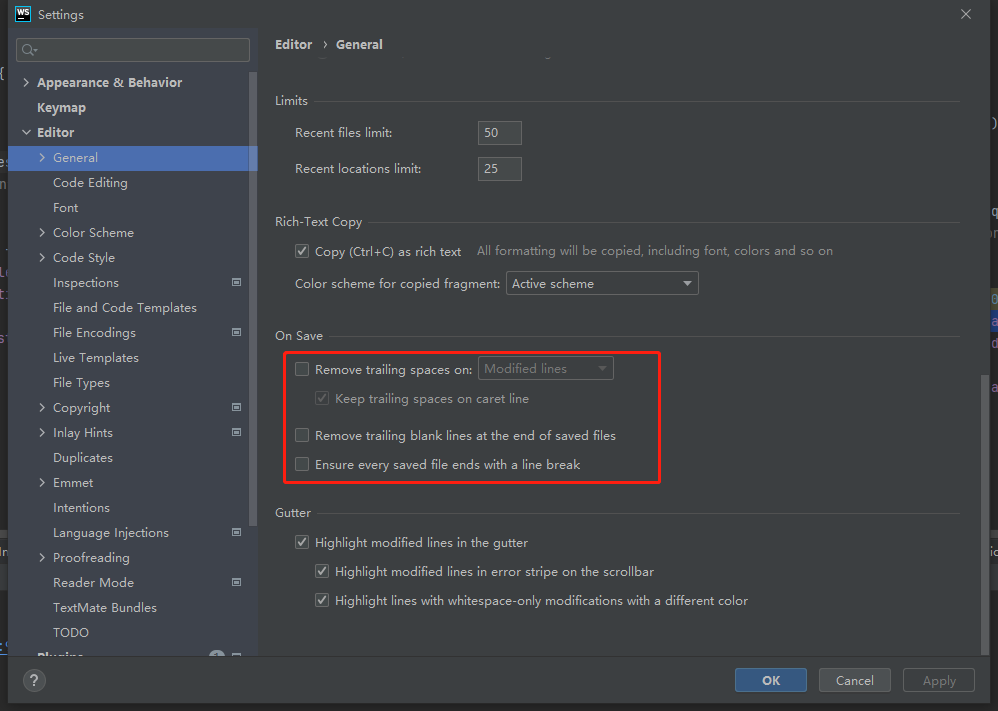 WS Settings
Editor › General
Appearance & Behavior
Keymap
Editor
General
Code Editing
Font
Color Scheme
Code Style
Inspections
File and Code Templates
File Encodings
Live Templates
File Types
Copyright
Inlay Hints
Duplicates
Emmet
Intentions
Language Injections
Proofreading
Reader Mode
TextMate Bundles
TODO
Plugins
Limits
Recent files limit: 50
Recent locations limit: 25
Rich-Text Copy
Copy (Ctrl+C) as rich text All formatting will be copied, including font, colors and so on
Color scheme for copied fragment: Active scheme
On Save
Remove trailing spaces on: Modified lines
Keep trailing spaces on caret line
Remove trailing blank lines at the end of saved files
Ensure every saved file ends with a line break
Gutter
Highlight modified lines in the gutter
Highlight modified lines in error stripe on the scrollbar
Highlight lines with whitespace-only modifications with a different color
?
OK Cancel Apply